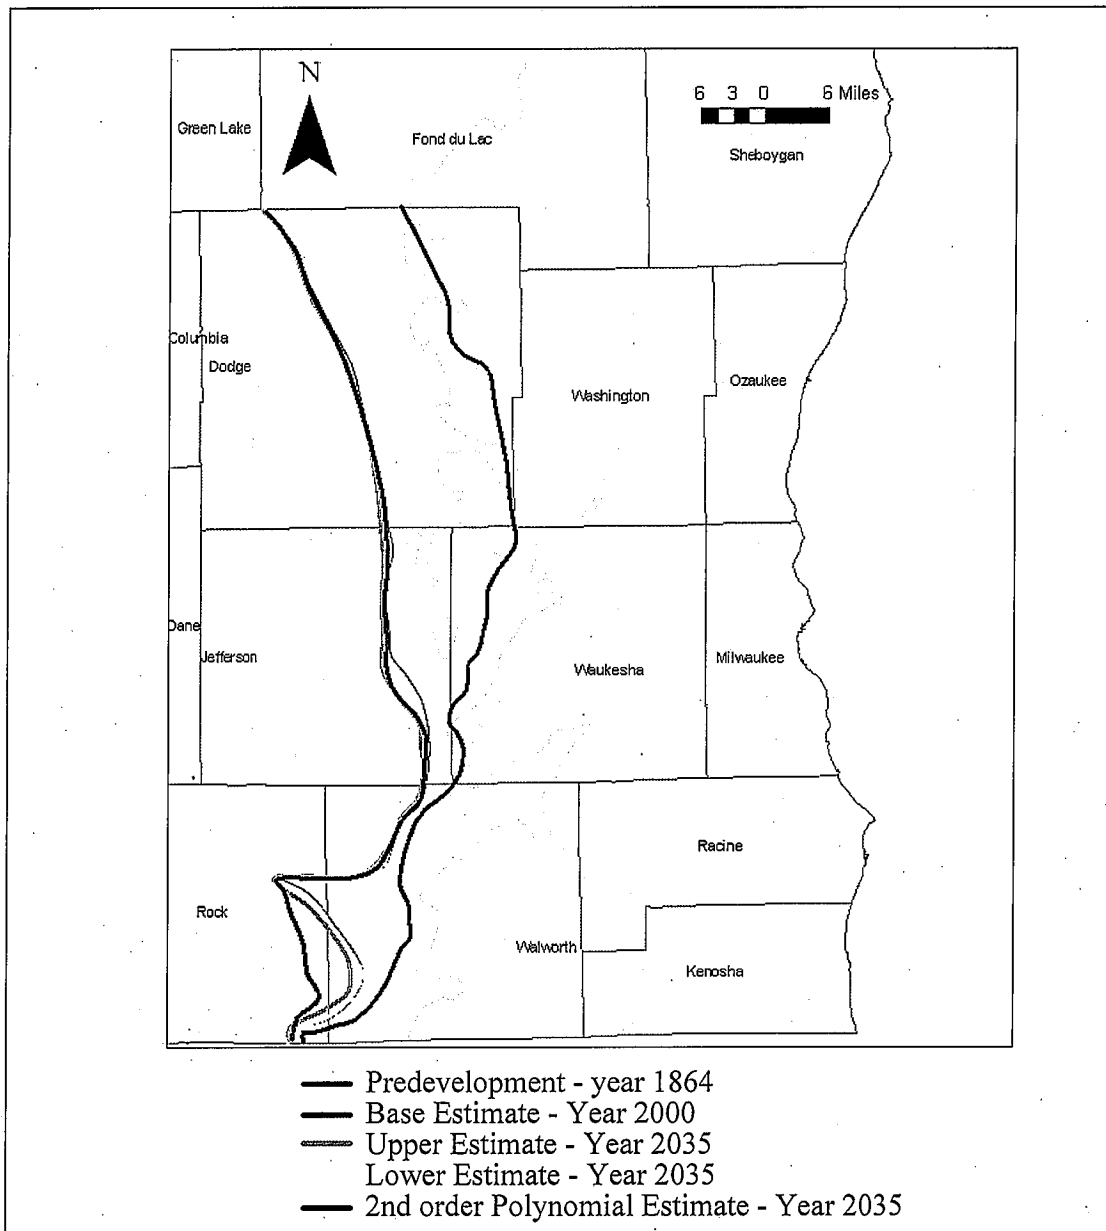 N
6 3 0 6 Miles
Green Lake
Fond du Lac
Sheboygan
Columbia
Dodge
Washington
Ozaukee
Dane
Jefferson
Waukesha
Milwaukee
Racine
Rock
Walworth
Kenosha
Predevelopment - year 1864
Base Estimate - Year 2000
Upper Estimate - Year 2035
Lower Estimate - Year 2035
2nd order Polynomial Estimate - Year 2035